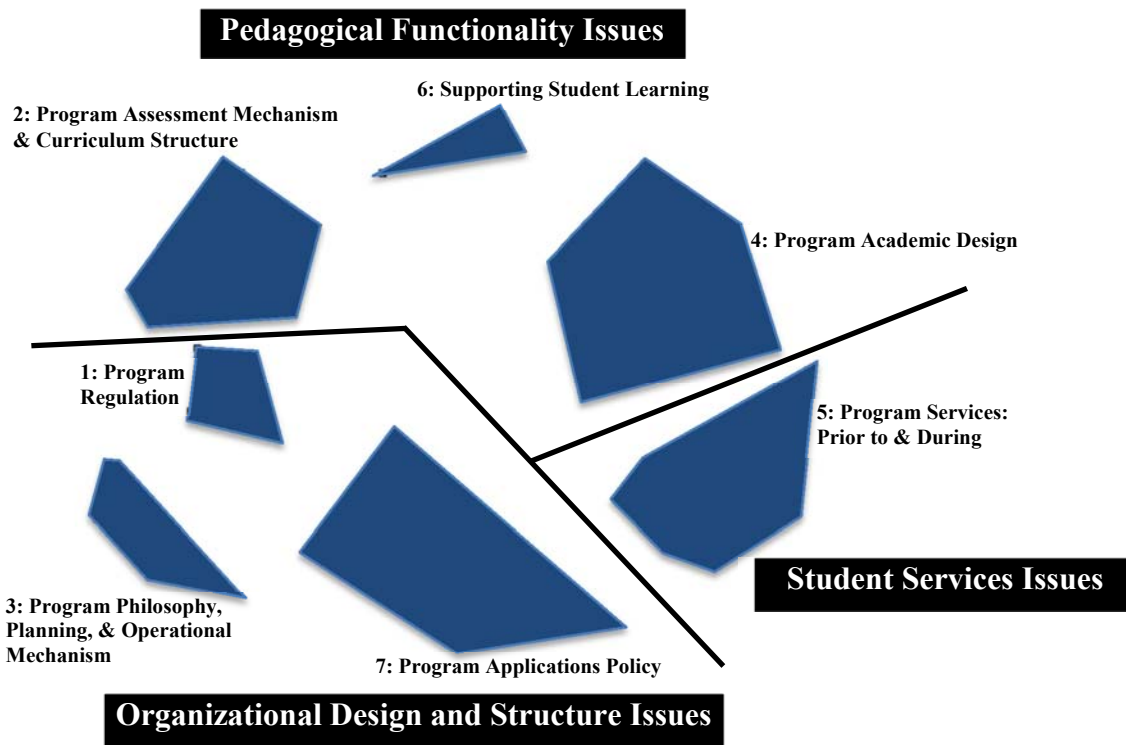 Pedagogical Functionality Issues
6: Supporting Student Learning
2: Program Assessment Mechanism
& Curriculum Structure
4: Program Academic Design
1: Program
Regulation
5: Program Services:
Prior to & During
Student Services Issues
3: Program Philosophy,
Planning, & Operational
Mechanism
7: Program Applications Policy
Organizational Design and Structure Issues